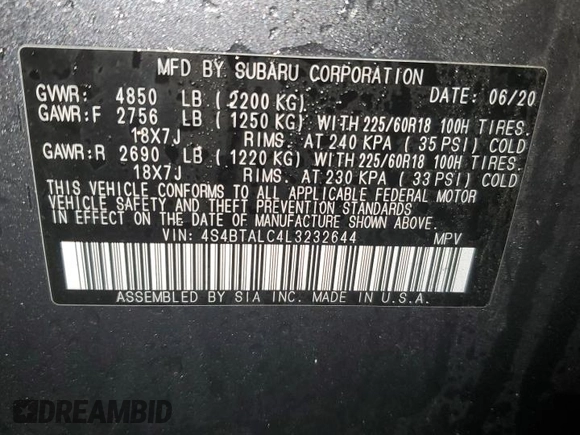 MFD BY SUBARU CORPORATION
GVWR: 4850 LB (2200 KG) DATE: 06/20
GAWR:F 2756 LB (1250 KG) WITH 225/60R18 100H TIRES.
18X7J RIMS. AT 240 KPA (35 PSI) COLD
GAWR:R 2690 LB (1220 KG) WITH 225/60R18 100H TIRES.
18X7J RIMS. AT 230 KPA (33 PSI) COLD
THIS VEHICLE CONFORMS TO ALL APPLICABLE FEDERAL MOTOR
VEHICLE SAFETY AND THEFT PREVENTION STANDARDS
IN EFFECT ON THE DATE OF MANUFACTURE SHOWN ABOVE.
VIN: 4S4BTALC4L3232644 MPV
ASSEMBLED BY SIA INC. MADE IN U.S.A.
DREAMBID